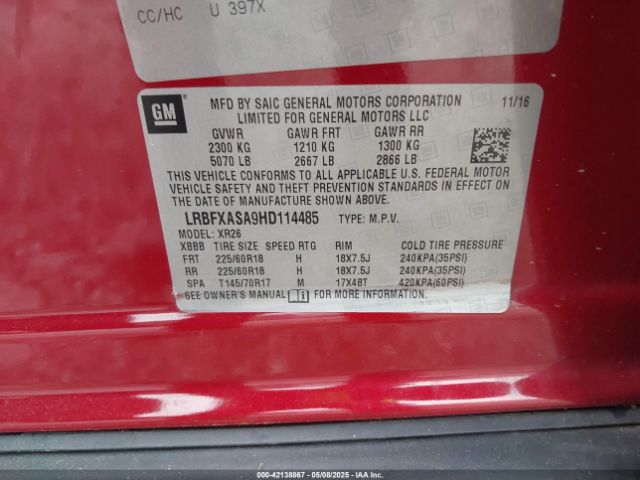 CC/HC U 397X
GM
MFD BY SAIC GENERAL MOTORS CORPORATION 11/16
LIMITED FOR GENERAL MOTORS LLC
GVWR GAWR FRT GAWR RR
2300 KG 1210 KG 1300 KG
5070 LB 2667 LB 2866 LB
THIS VEHICLE CONFORMS TO ALL APPLICABLE U.S. FEDERAL MOTOR
VEHICLE SAFETY AND THEFT PREVENTION STANDARDS IN EFFECT ON
THE DATE OF MANUFACTURE SHOWN ABOVE.
LRBFXASA9HD114485 TYPE: M.P.V.
MODEL: XR26
XBBB TIRE SIZE SPEED RTG RIM COLD TIRE PRESSURE
FRT 225/60R18 H 18X7.5J 240KPA(35PSI)
RR 225/60R18 H 18X7.5J 240KPA(35PSI)
SPA T145/70R17 M 17X4BT 420KPA(60PSI)
SEE OWNER'S MANUAL FOR MORE INFORMATION.
000-42138867 - 05/08/2025 - IAAI.COM